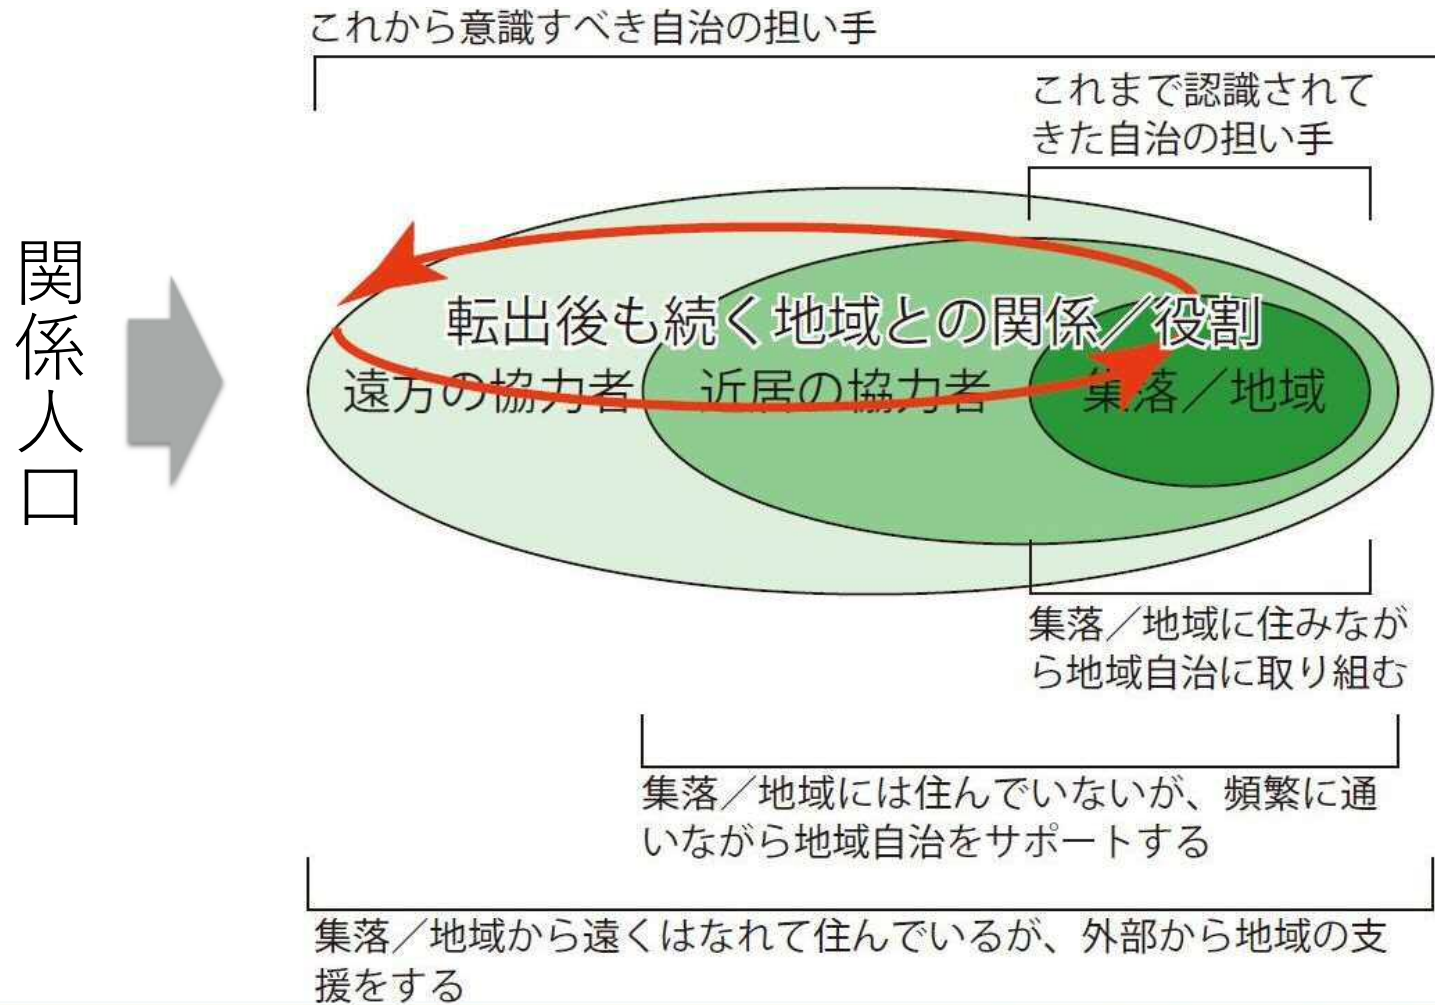 これから意識すべき自治の担い手
これまで認識されて
きた自治の担い手
関係人口
転出後も続く地域との関係／役割
遠方の協力者
近居の協力者
集落／地域
集落／地域に住みなが
ら地域自治に取り組む
集落／地域には住んでいないが、頻繁に通
いながら地域自治をサポートする
集落／地域から遠くはなれて住んでいるが、外部から地域の支
援をする